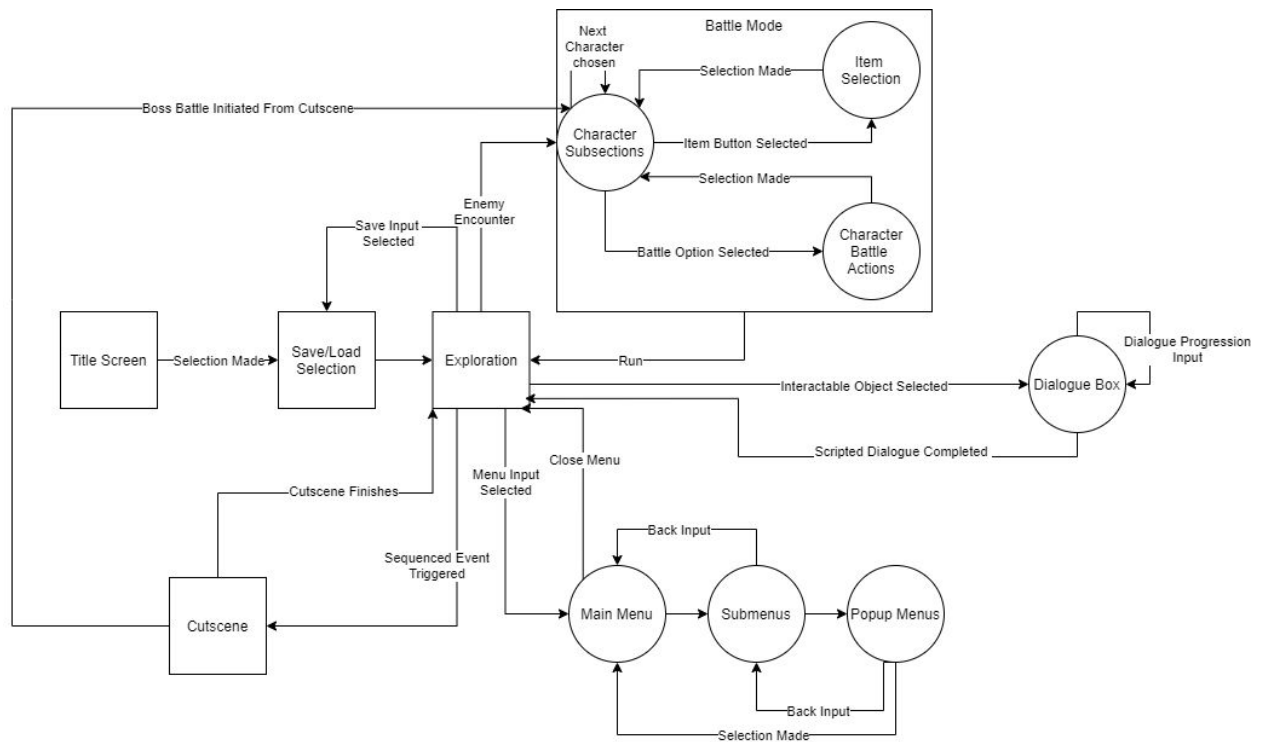 Battle Mode
Next
Character
chosen
Item
Selection
Selection Made
Boss Battle Initiated From Cutscene
Character
Subsections
Item Button Selected
Selection Made
Enemy
Encounter
Save Input
Selected
Battle Option Selected
Character
Battle
Actions
Title Screen
Selection Made
Save/Load
Selection
Exploration
Run
Dialogue Progression
Input
Interactable Object Selected
Dialogue Box
Scripted Dialogue Completed
Close Menu
Menu Input
Selected
Cutscene Finishes
Sequenced Event
Triggered
Back Input
Cutscene
Main Menu
Submenus
Popup Menus
Back Input
Selection Made